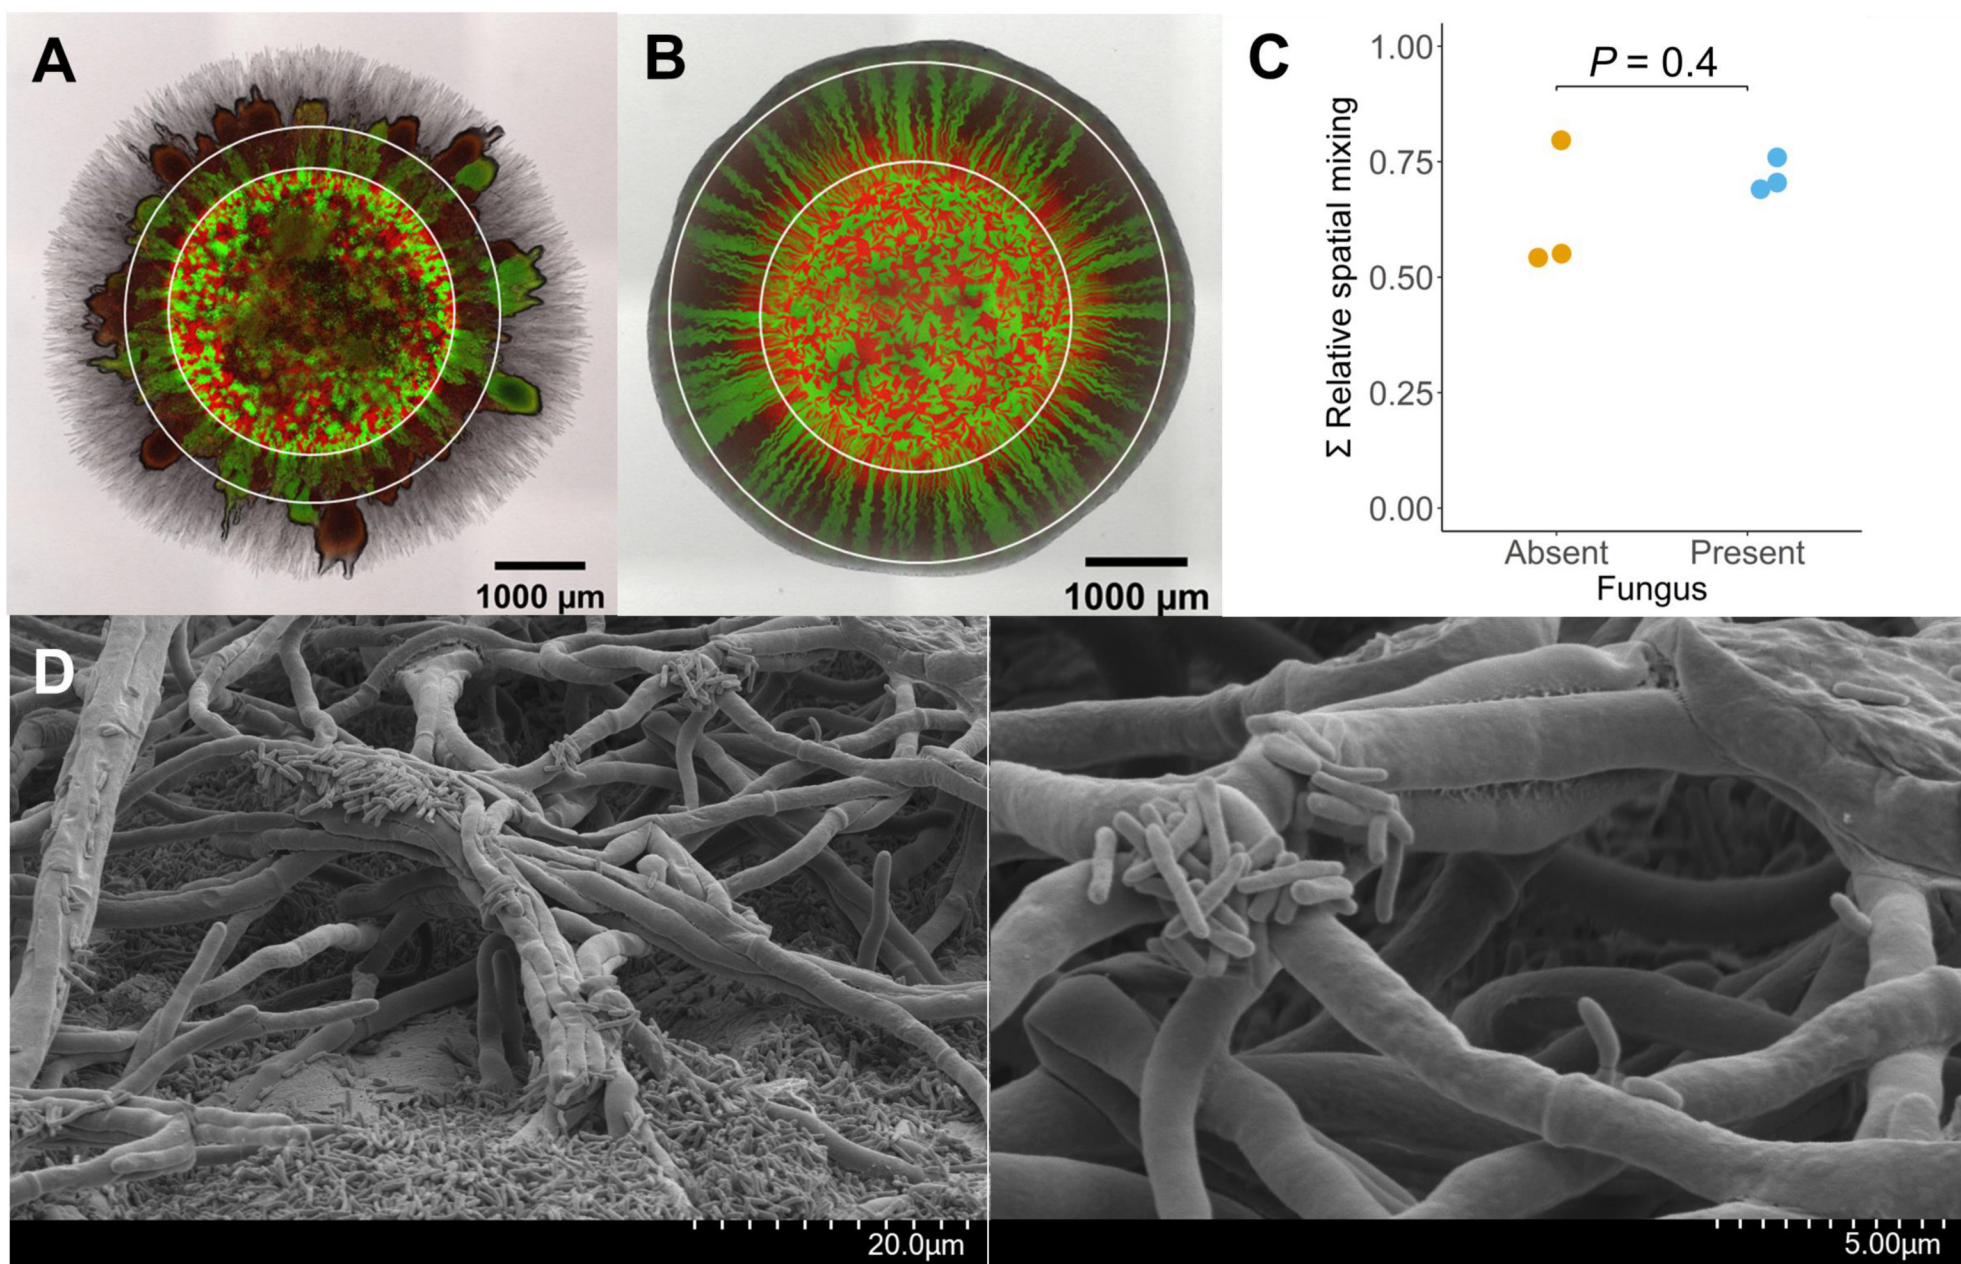 A
1000 µm
B
1000 µm
C
P = 0.4
Σ Relative spatial mixing
1.00
0.75
0.50
0.25
0.00
Absent Present
Fungus
D
20.0µm
5.00µm